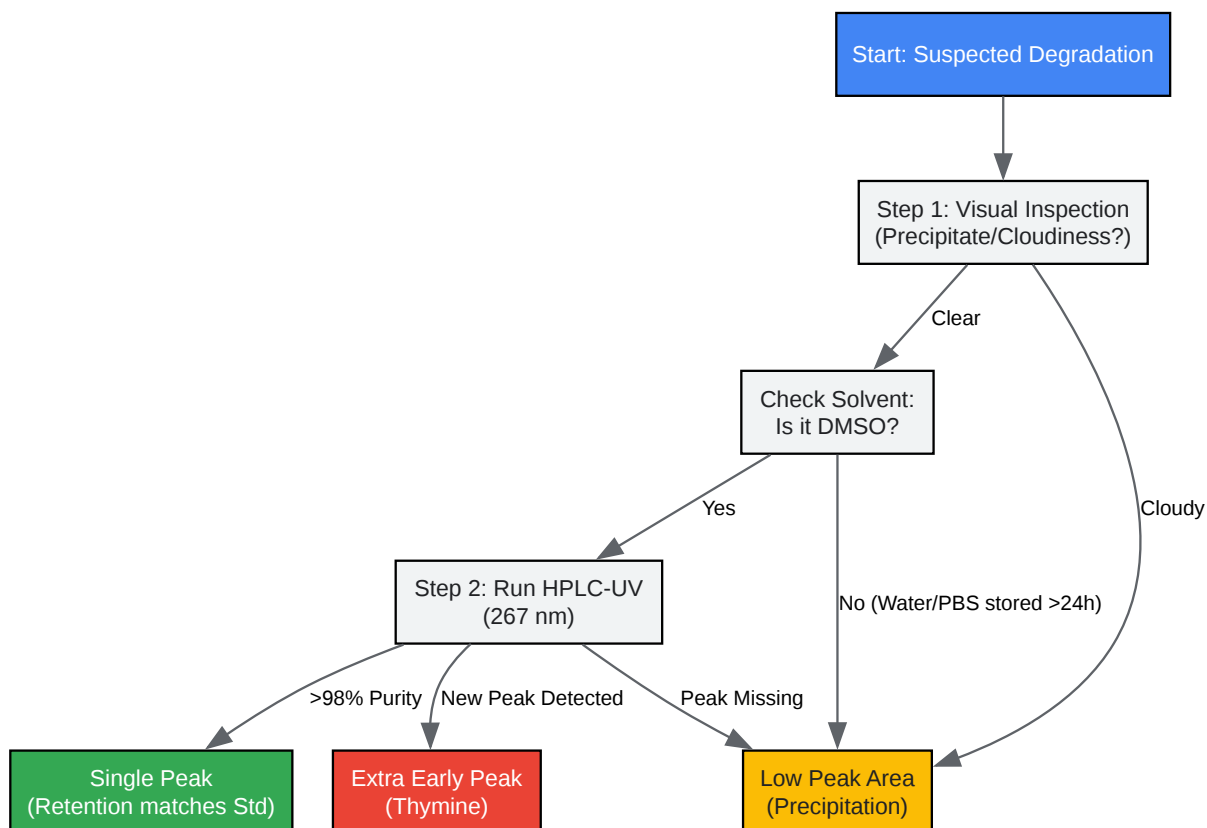 Start: Suspected Degradation
Step 1: Visual Inspection
(Precipitate/Cloudiness?)
Clear
Check Solvent:
Is it DMSO?
Yes
Cloudy
Step 2: Run HPLC-UV
(267 nm)
No (Water/PBS stored >24h)
>98% Purity
New Peak Detected
Peak Missing
Single Peak
(Retention matches Std)
Extra Early Peak
(Thymine)
Low Peak Area
(Precipitation)